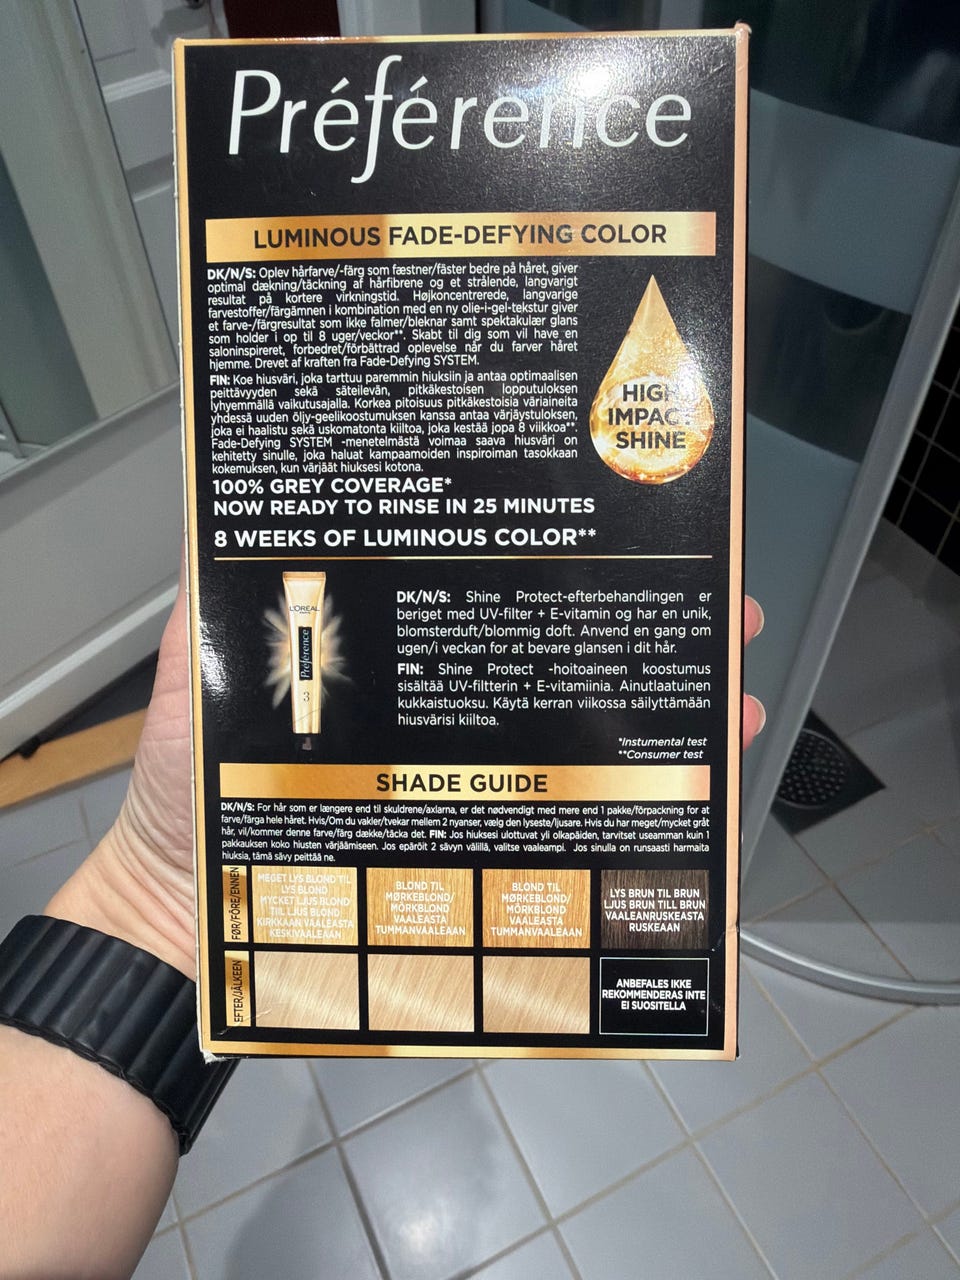 Préférence
LUMINOUS FADE-DEFYING COLOR
DK/N/S: Oplev hårfarve/-färg som fæstner/fäster bedre på håret, giver
optimal dækning/täckning af hårfibrene og et strålende, langvarigt
resultat på kortere virkningstid. Højkoncentrerede, langvarige
farvestoffer/färgämnen i kombination med en ny olie-i-gel-tekstur giver
et farve-/färgresultat som ikke falmer/bleknar samt spektakulær glans
som holder i op til 8 uger/veckor**. Skabt til dig som vil have en
saloninspireret, forbedret/förbättrad oplevelse når du farver håret
hjemme. Drevet af kraften fra Fade-Defying SYSTEM.
FIN: Koe hiusväri, joka tarttuu paremmin hiuksiin ja antaa optimaalisen
peittävyyden sekä säteilevän, pitkäkestoisen lopputuloksen
lyhyemmällä vaikutusajalla. Korkea pitoisuus pitkäkestoisia väriaineita
yhdessä uuden öljy-geelikoostumuksen kanssa antaa värjäystuloksen,
joka ei haalistu sekä uskomatonta kiiltoa, joka kestää jopa 8 viikkoa**.
Fade-Defying SYSTEM -menetelmästä voimaa saava hiusväri on
kehitetty sinulle, joka haluat kampaamoiden inspiroiman tasokkaan
kokemuksen, kun värjäät hiuksesi kotona.
HIGH
IMPACT
SHINE
100% GREY COVERAGE*
NOW READY TO RINSE IN 25 MINUTES
8 WEEKS OF LUMINOUS COLOR**
L'ORÉAL
PARIS
Préférence
3
DK/N/S: Shine Protect-efterbehandlingen er
beriget med UV-filter + E-vitamin og har en unik,
blomsterduft/blommig doft. Anvend en gang om
ugen/i veckan for at bevare glansen i dit hår.
FIN: Shine Protect -hoitoaineen koostumus
sisältää UV-filtterin + E-vitamiinia. Ainutlaatuinen
kukkaistuoksu. Käytä kerran viikossa säilyttämään
hiusvärisi kiiltoa.
*Instumental test
**Consumer test
SHADE GUIDE
DK/N/S: For hår som er længere end til skuldrene/axlarna, er det nødvendigt med mere end 1 pakke/förpackning for at
farve/färga hele håret. Hvis/Om du vakler/tvekar mellem 2 nyanser, vælg den lyseste/ljusare. Hvis du har meget/mycket gråt
hår, vil/kommer denne farve/färg dække/täcka det. FIN: Jos hiuksesi ulottuvat yli olkapäiden, tarvitset useamman kuin 1
pakkauksen koko hiusten värjäämiseen. Jos epäröit 2 sävyn välillä, valitse vaaleampi. Jos sinulla on runsaasti harmaita
hiuksia, tämä sävy peittää ne.
FØR/FÖRE/ENNEN
MEGET LYS BLOND TIL
LYS BLOND
MYCKET LJUS BLOND
TILL LJUS BLOND
KIRKKAAN VAALEASTA
KESKIVAALEAAN
BLOND TIL
MØRKEBLOND/
MÖRKBLOND
VAALEASTA
TUMMANVAALEAAN
BLOND TIL
MØRKEBLOND/
MÖRKBLOND
VAALEASTA
TUMMANVAALEAAN
LYS BRUN TIL BRUN
LJUS BRUN TILL BRUN
VAALEANRUSKEASTA
RUSKEAAN
EFTER/JÄLKEEN
ANBEFALES IKKE
REKOMMENDERAS INTE
EI SUOSITELLA